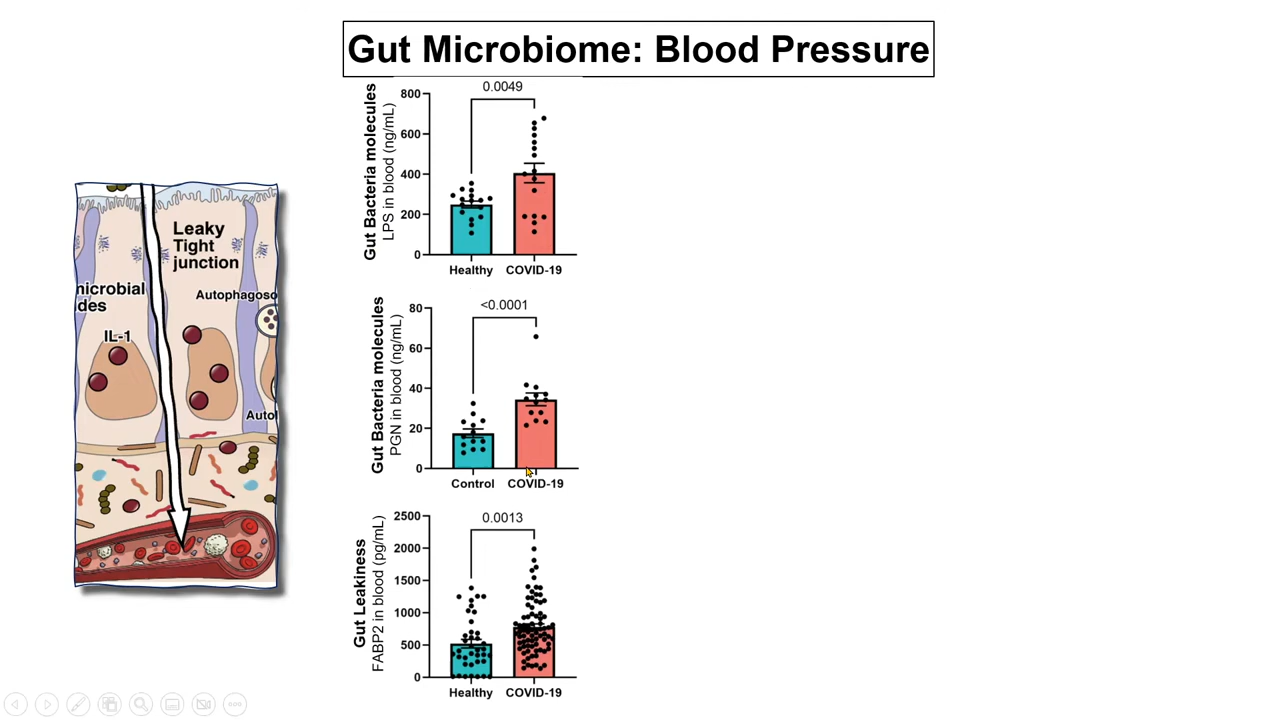 Gut Microbiome: Blood Pressure
Leaky
Tight
junction
microbial
des
Autophagoso
IL-1
Autol
Gut Bacteria molecules
LPS in blood (ng/mL)
0.0049
800
600
400
200
0
Healthy
COVID-19
Gut Bacteria molecules
PGN in blood (ng/mL)
<0.0001
80
60
40
20
0
Control
COVID-19
Gut Leakiness
FABP2 in blood (pg/mL)
0.0013
2500
2000
1500
1000
500
0
Healthy
COVID-19